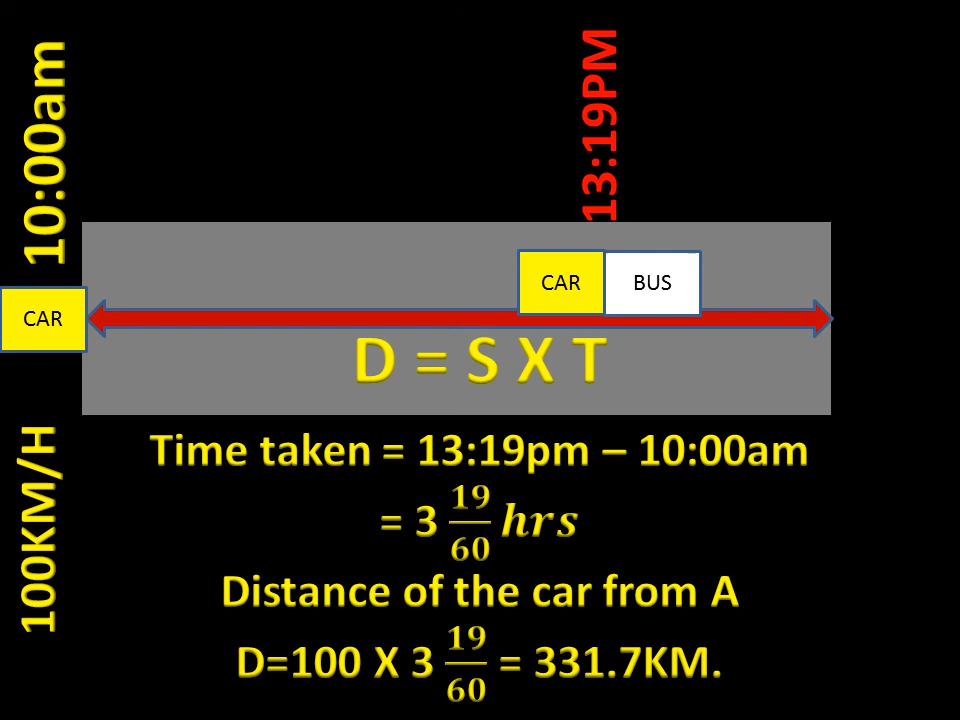 10:00am
13:19PM
CAR
BUS
CAR
D = S X T
100KM/H
Time taken = 13:19pm – 10:00am
= 3 19/60 hrs
Distance of the car from A
D=100 X 3 19/60 = 331.7KM.